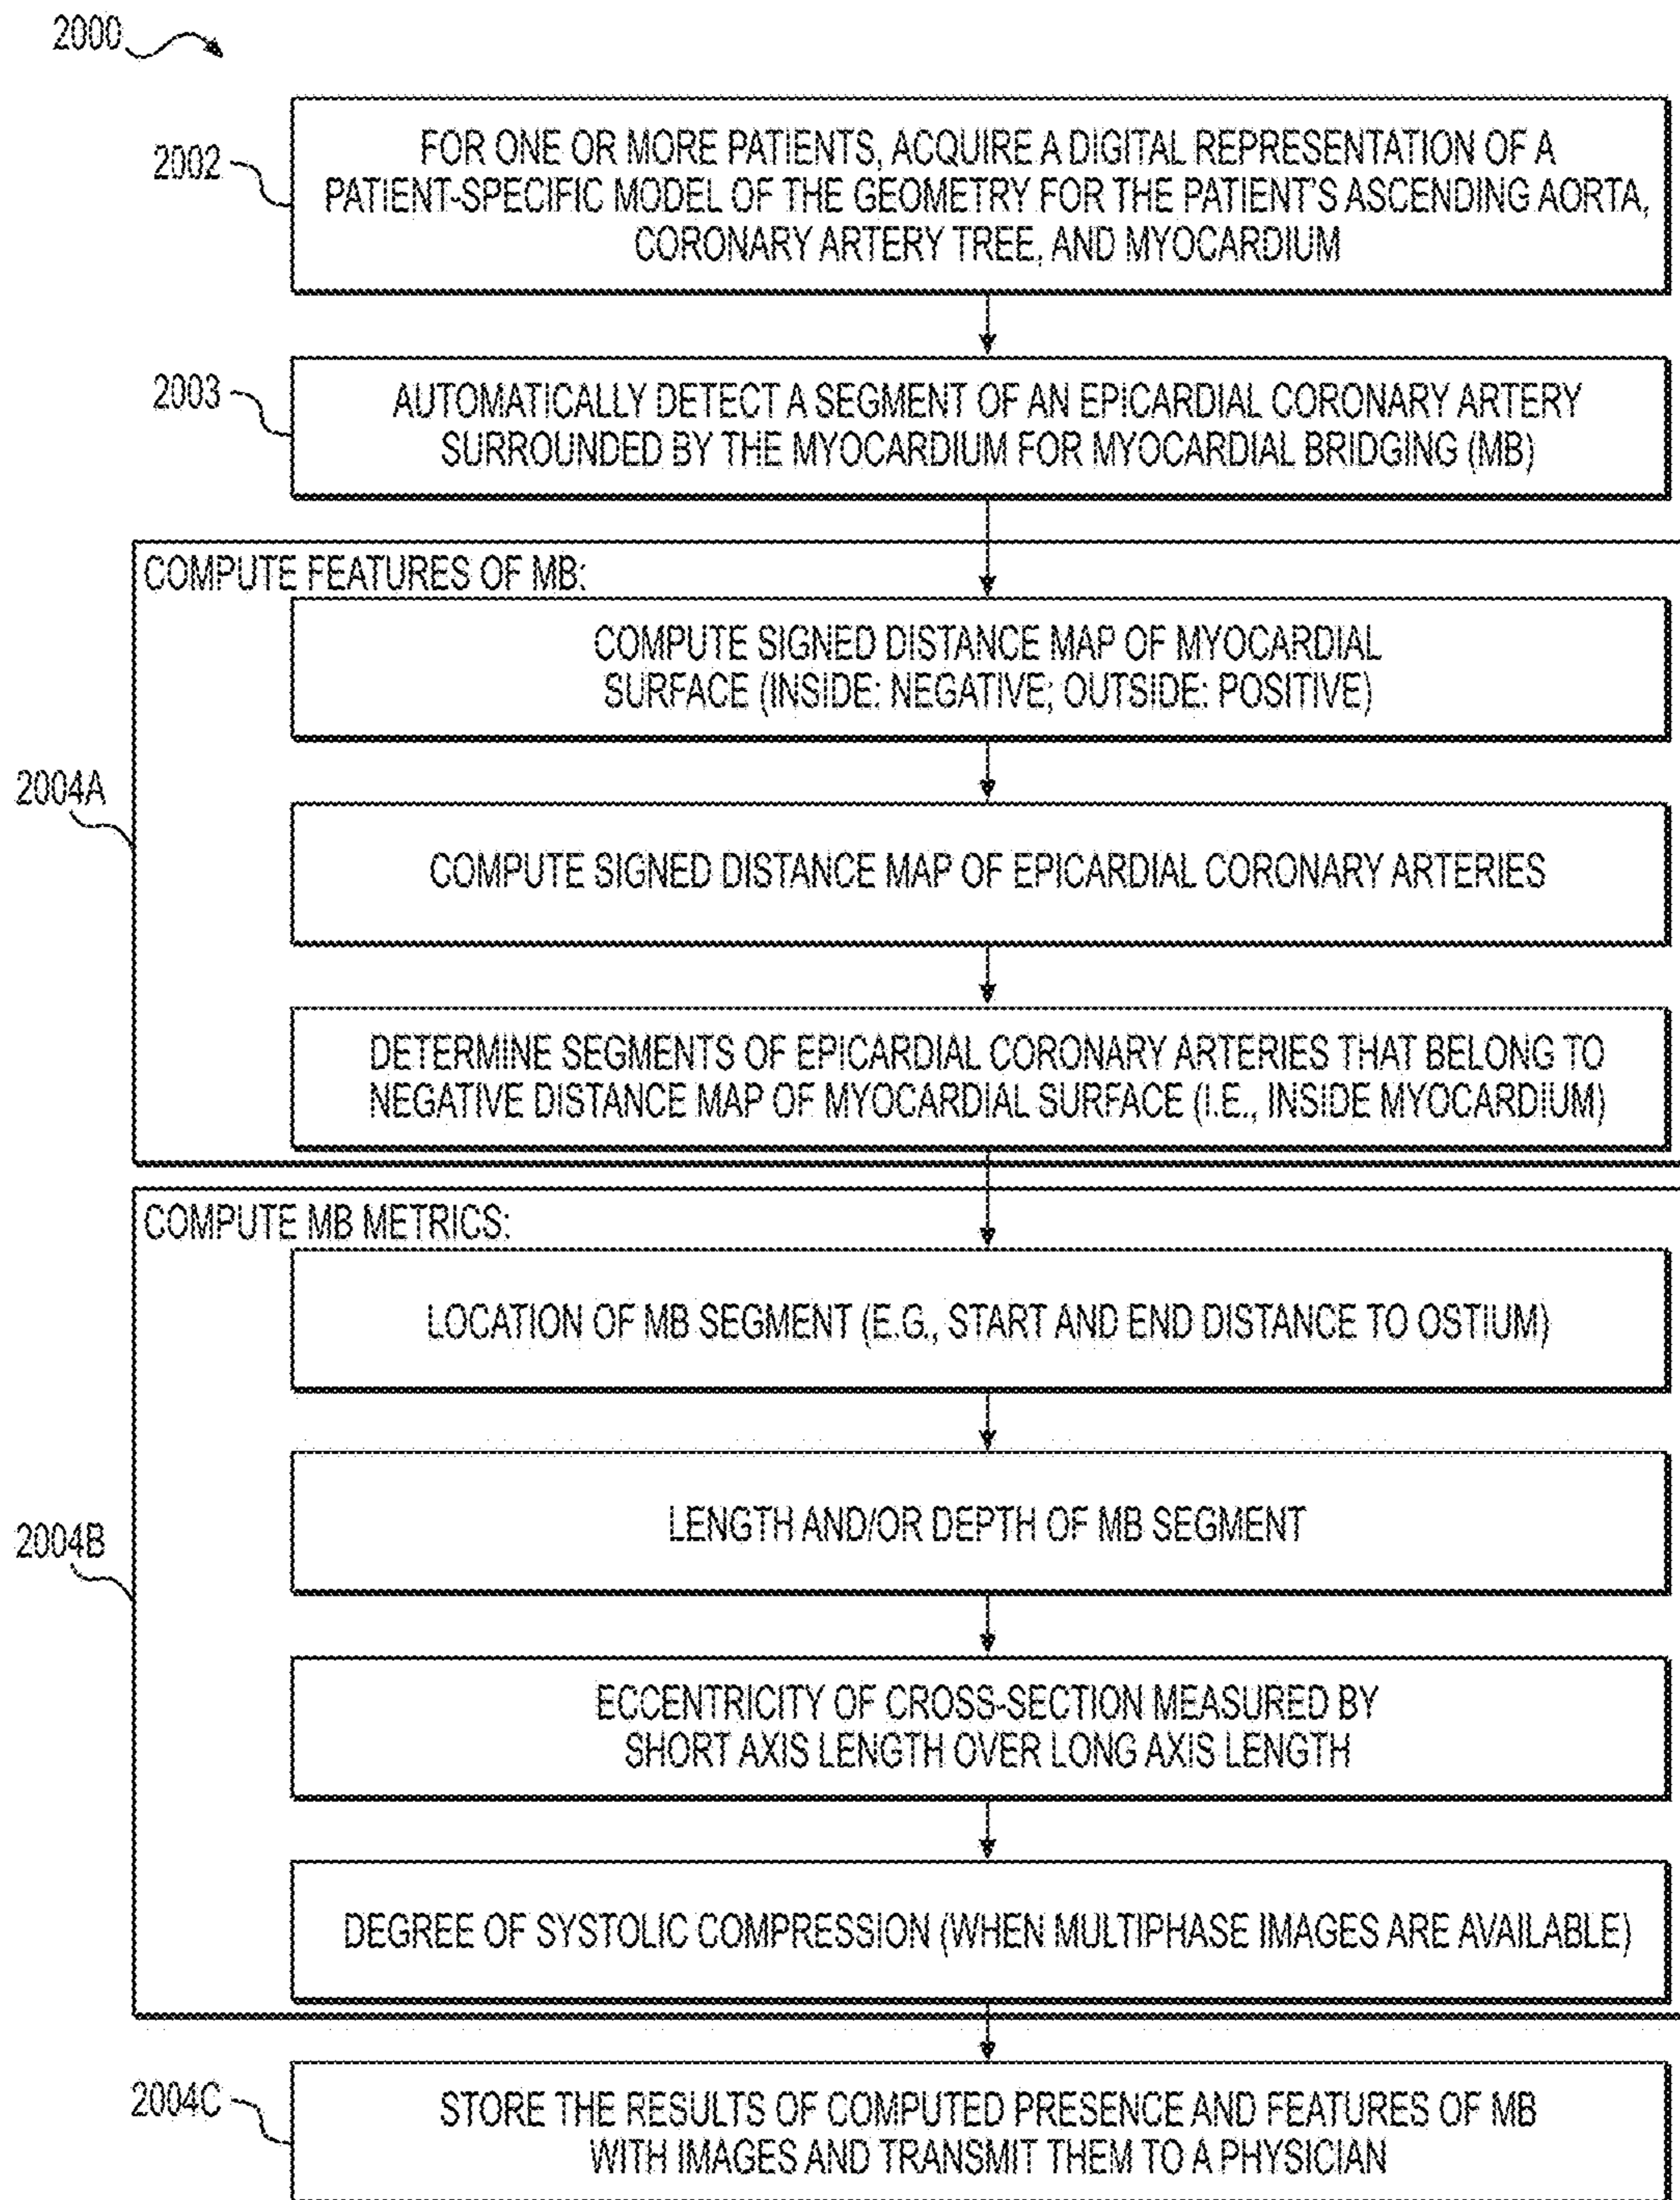 2000
2002
FOR ONE OR MORE PATIENTS, ACQUIRE A DIGITAL REPRESENTATION OF A
PATIENT-SPECIFIC MODEL OF THE GEOMETRY FOR THE PATIENT'S ASCENDING AORTA,
CORONARY ARTERY TREE, AND MYOCARDIUM
2003
AUTOMATICALLY DETECT A SEGMENT OF AN EPICARDIAL CORONARY ARTERY
SURROUNDED BY THE MYOCARDIUM FOR MYOCARDIAL BRIDGING (MB)
2004A
COMPUTE FEATURES OF MB:
COMPUTE SIGNED DISTANCE MAP OF MYOCARDIAL
SURFACE (INSIDE: NEGATIVE; OUTSIDE: POSITIVE)
COMPUTE SIGNED DISTANCE MAP OF EPICARDIAL CORONARY ARTERIES
DETERMINE SEGMENTS OF EPICARDIAL CORONARY ARTERIES THAT BELONG TO
NEGATIVE DISTANCE MAP OF MYOCARDIAL SURFACE (I.E., INSIDE MYOCARDIUM)
2004B
COMPUTE MB METRICS:
LOCATION OF MB SEGMENT (E.G., START AND END DISTANCE TO OSTIUM)
LENGTH AND/OR DEPTH OF MB SEGMENT
ECCENTRICITY OF CROSS-SECTION MEASURED BY
SHORT AXIS LENGTH OVER LONG AXIS LENGTH
DEGREE OF SYSTOLIC COMPRESSION (WHEN MULTIPHASE IMAGES ARE AVAILABLE)
2004C
STORE THE RESULTS OF COMPUTED PRESENCE AND FEATURES OF MB
WITH IMAGES AND TRANSMIT THEM TO A PHYSICIAN